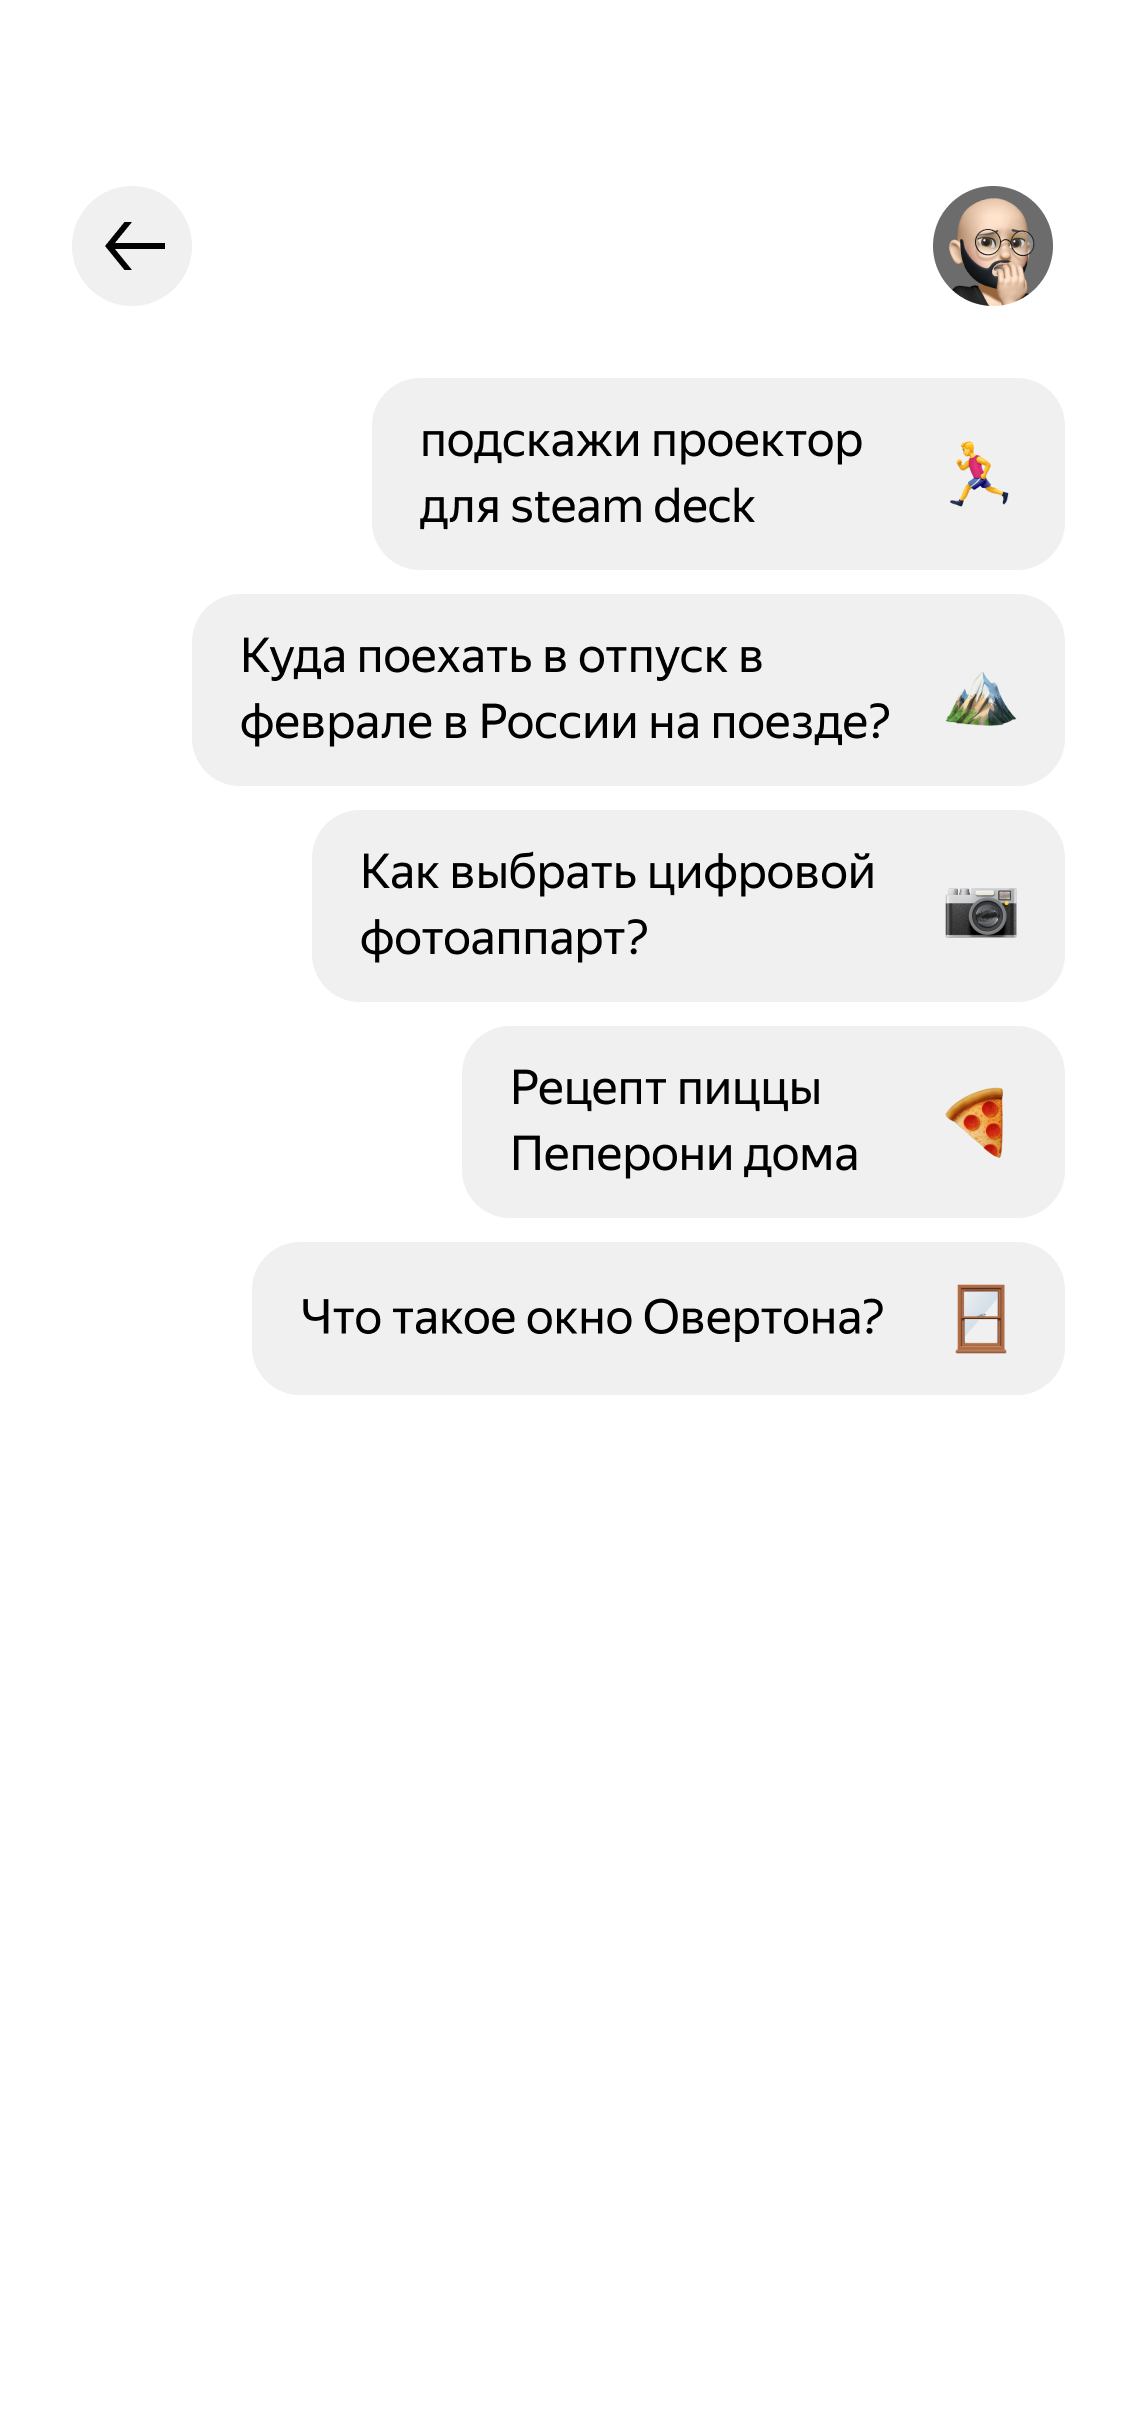 подскажи проектор
для steam deck
Куда поехать в отпуск в
феврале в России на поезде?
Как выбрать цифровой
фотоаппарт?
Рецепт пиццы
Пеперони дома
Что такое окно Овертона?